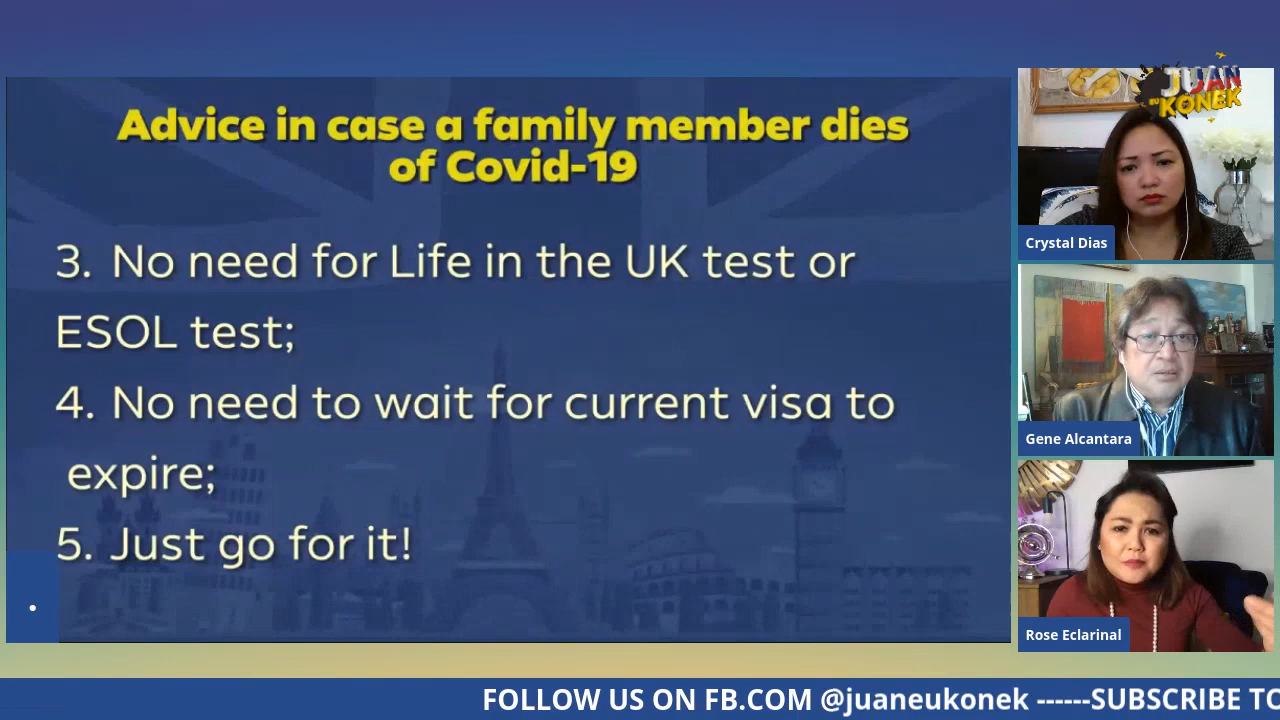 Advice in case a family member dies
of Covid-19
3. No need for Life in the UK test or
ESOL test;
4. No need to wait for current visa to
expire;
5. Just go for it!
JUAN
EU KONEK
Crystal Dias
Gene Alcantara
Rose Eclarinal
FOLLOW US ON FB.COM @juaneukonek ------SUBSCRIBE TO